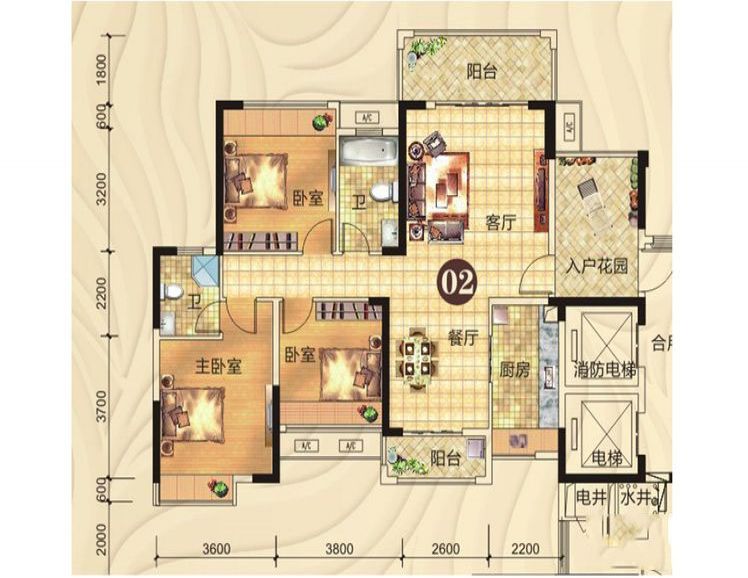 1800
阳台
600
A/C
A/C
3200
卧室
卫
客厅
入户花园
2200
卫
02
餐厅
主卧室
卧室
厨房
消防电梯
合用
3700
A/C
A/C
阳台
电梯
600
电井
水井
2000
3600
3800
2600
2200